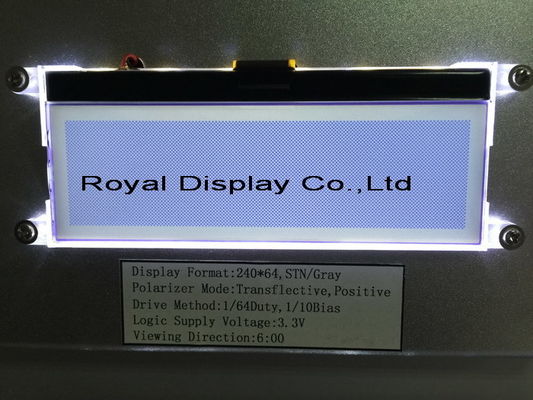 Royal Display Co.,Ltd
Display Format:240*64,STN/Gray
Polarizer Mode:Transflective,Positive
Drive Method:1/64Duty,1/10Bias
Logic Supply Voltage:3.3V
Viewing Direction:6:00